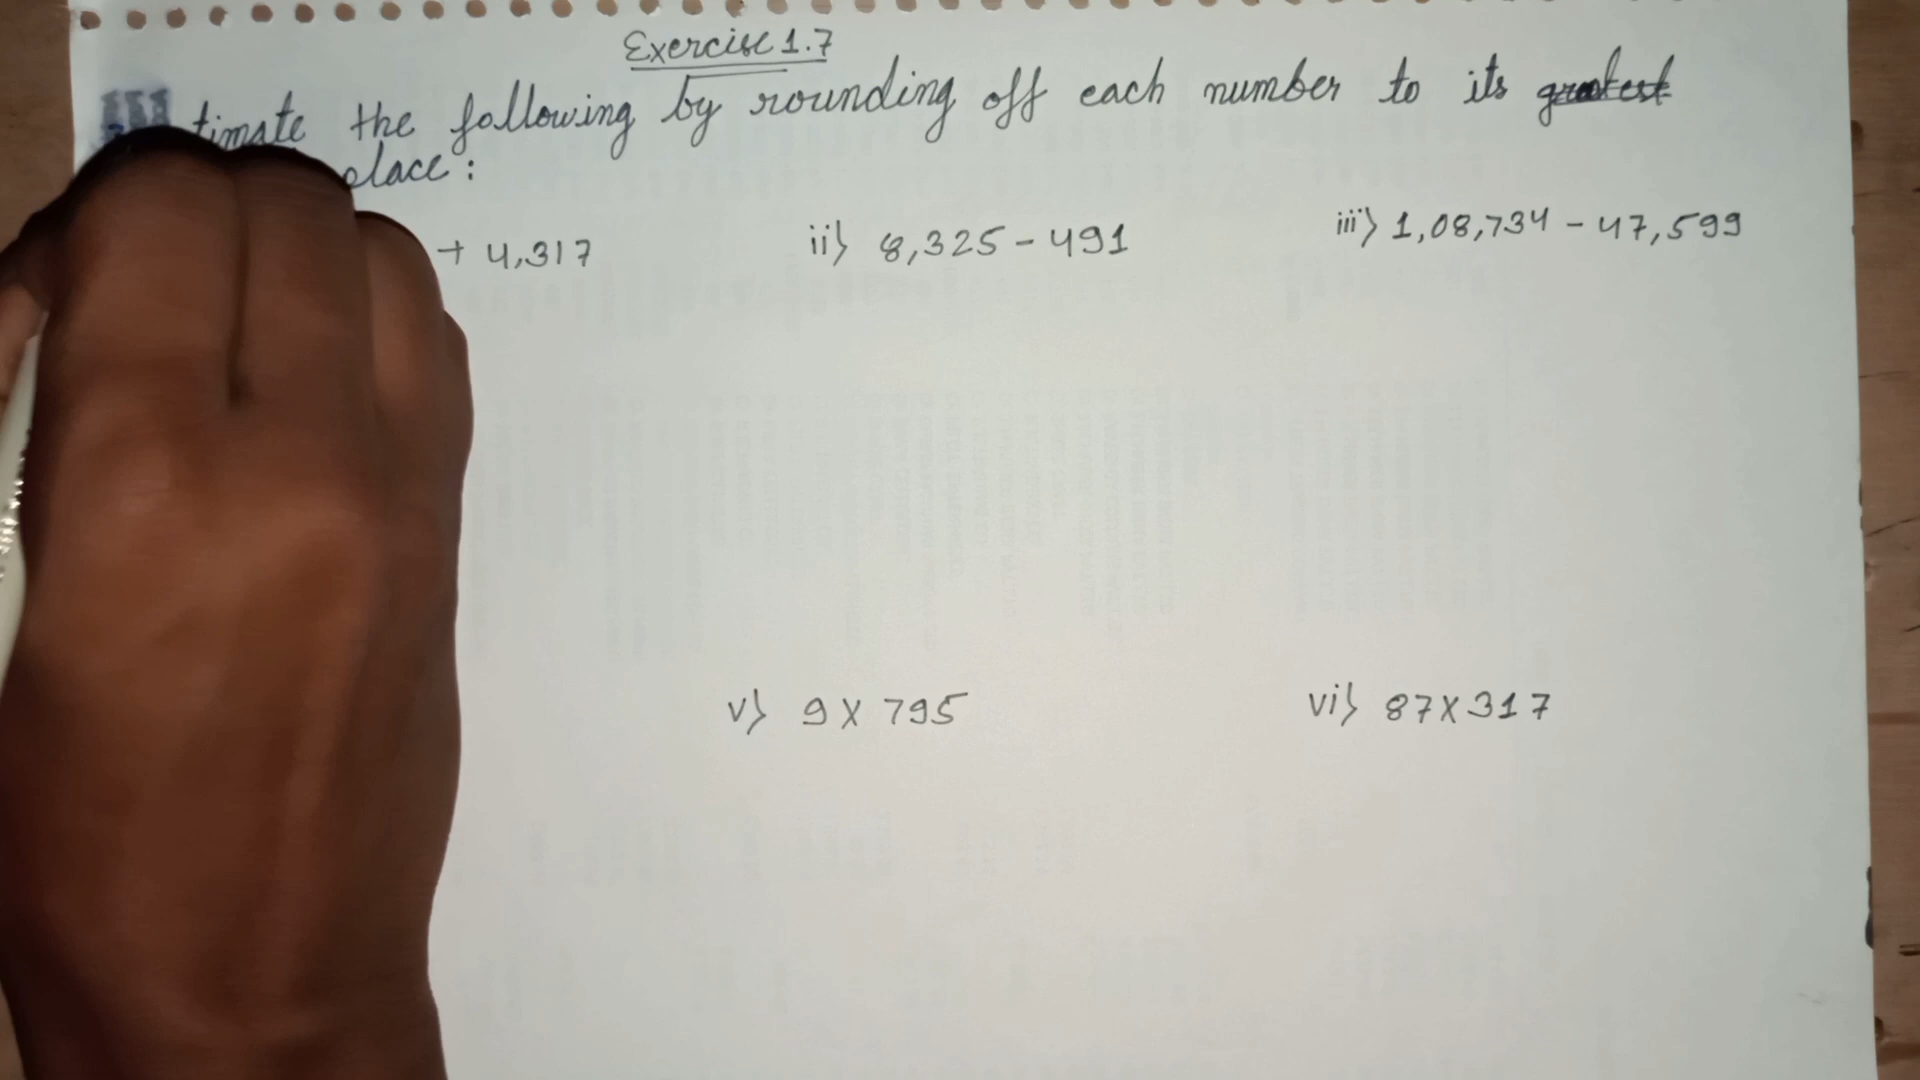 Exercise 1.7
timate the following by rounding off each number to its greatest
place :
+ 4,317 ii) 8,325 - 491 iii) 1,08,734 - 47,599
v) 9 X 795 vi) 87 X 317